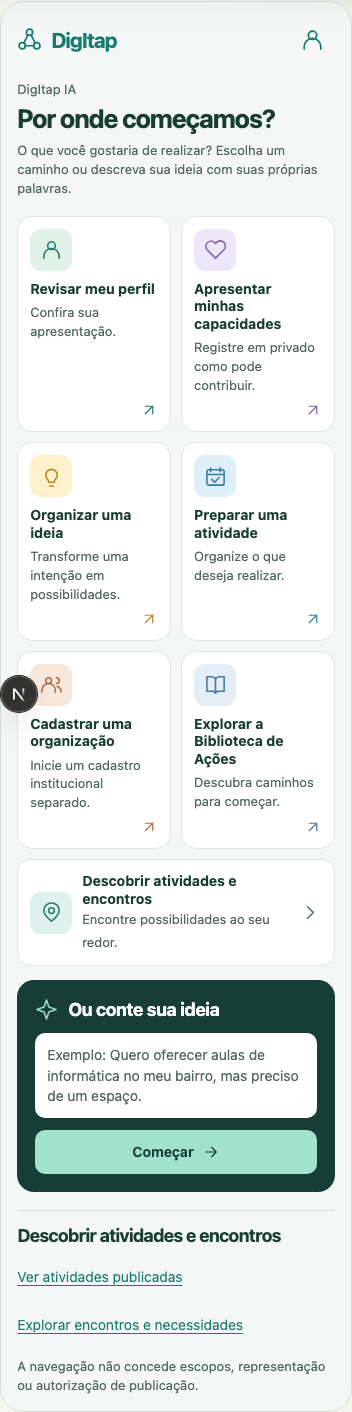 DigItap
DigItap IA
Por onde começamos?
O que você gostaria de realizar? Escolha um
caminho ou descreva sua ideia com suas próprias
palavras.
Revisar meu perfil
Confira sua
apresentação.
Apresentar
minhas
capacidades
Registre em privado
como pode
contribuir.
Organizar uma
ideia
Transforme uma
intenção em
possibilidades.
Preparar uma
atividade
Organize o que
deseja realizar.
N
Cadastrar uma
organização
Inicie um cadastro
institucional
separado.
Explorar a
Biblioteca de
Ações
Descubra caminhos
para começar.
Descobrir atividades e
encontros
Encontre possibilidades ao seu
redor.
Ou conte sua ideia
Exemplo: Quero oferecer aulas de
informática no meu bairro, mas preciso
de um espaço.
Começar
Descobrir atividades e encontros
Ver atividades publicadas
Explorar encontros e necessidades
A navegação não concede escopos, representação
ou autorização de publicação.